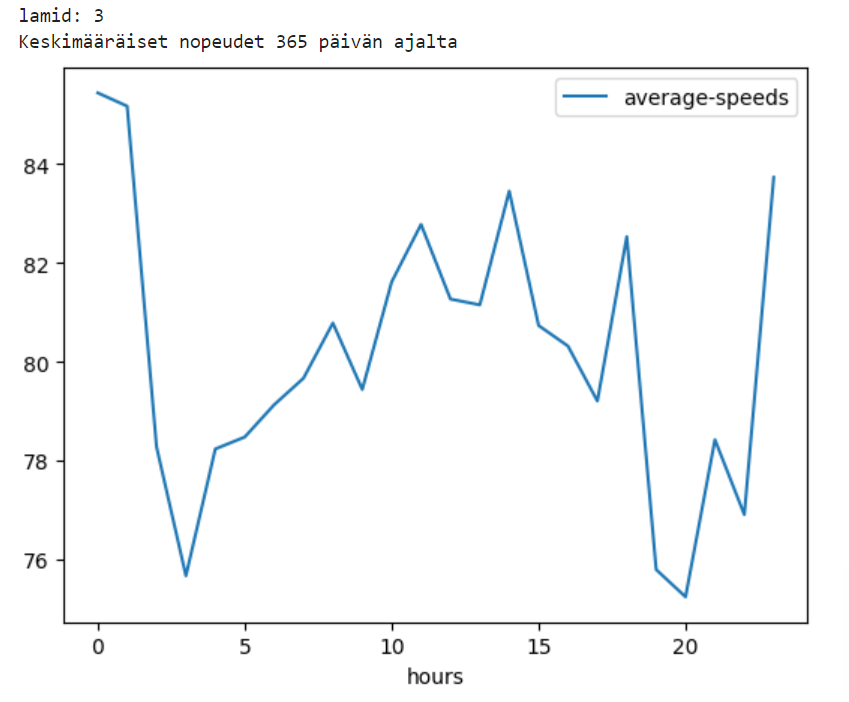 lamid: 3
Keskimääräiset nopeudet 365 päivän ajalta
average-speeds
84
82
80
78
76
0 5 10 15 20
hours